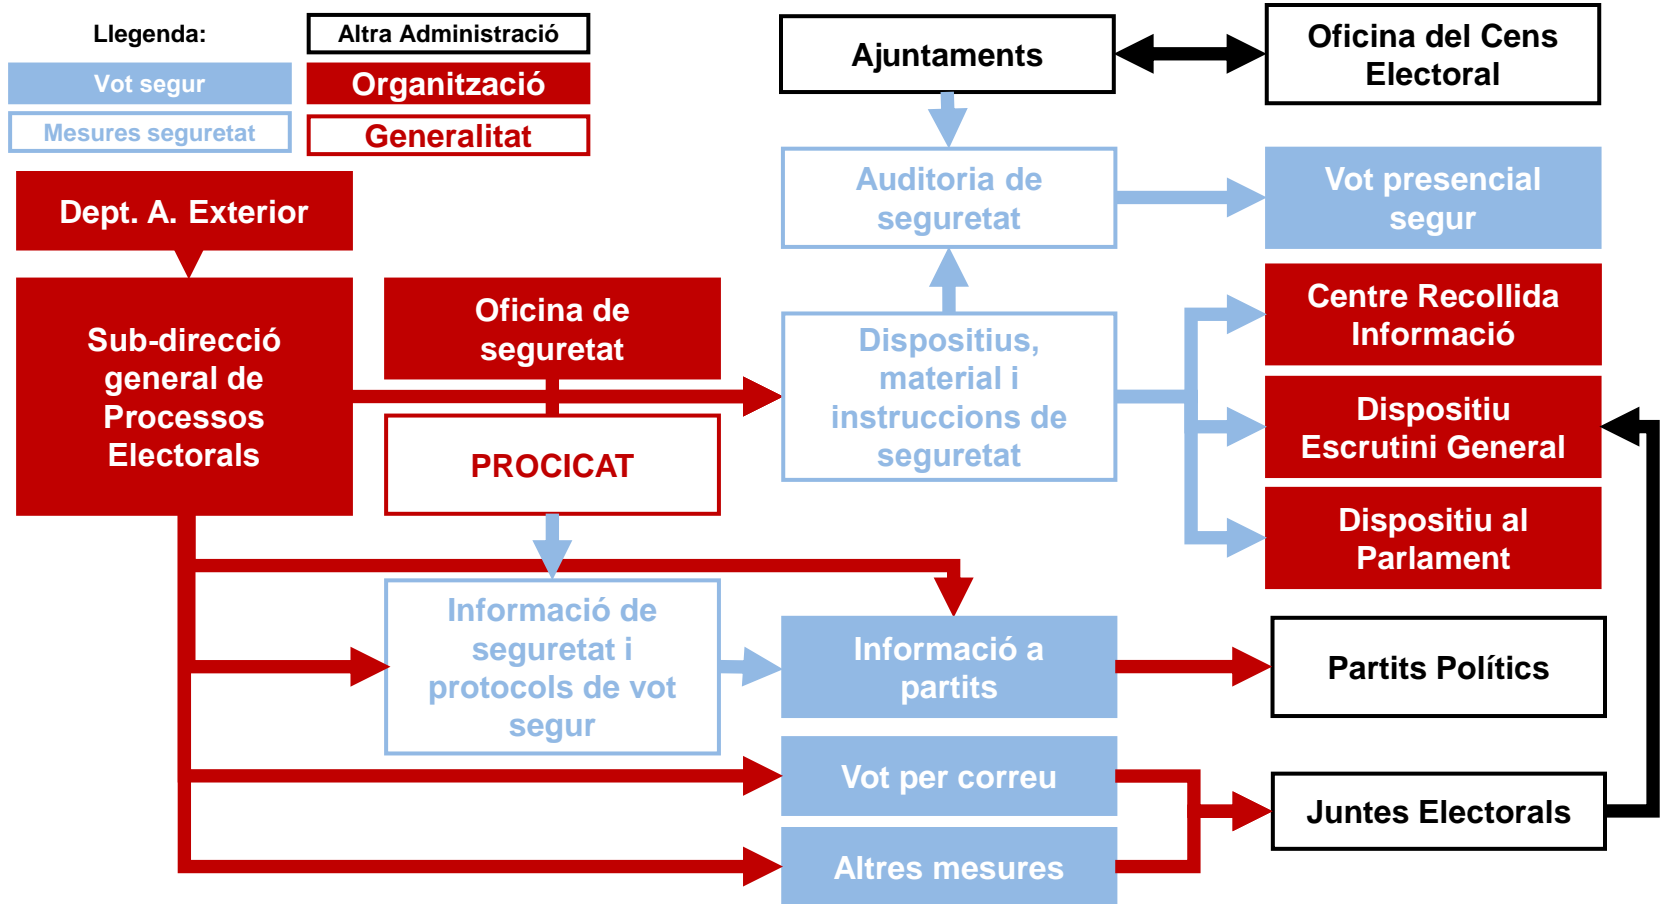 Llegenda:
Altra Administració
Vot segur
Organització
Mesures seguretat
Generalitat
Ajuntaments
Oficina del Cens
Electoral
Auditoria de
seguretat
Vot presencial
segur
Dept. A. Exterior
Sub-direcció
general de
Processos
Electorals
Oficina de
seguretat
PROCICAT
Dispositius,
material i
instruccions de
seguretat
Centre Recollida
Informació
Dispositiu
Escrutini General
Dispositiu al
Parlament
Informació de
seguretat i
protocols de vot
segur
Informació a
partits
Partits Polítics
Vot per correu
Juntes Electorals
Altres mesures